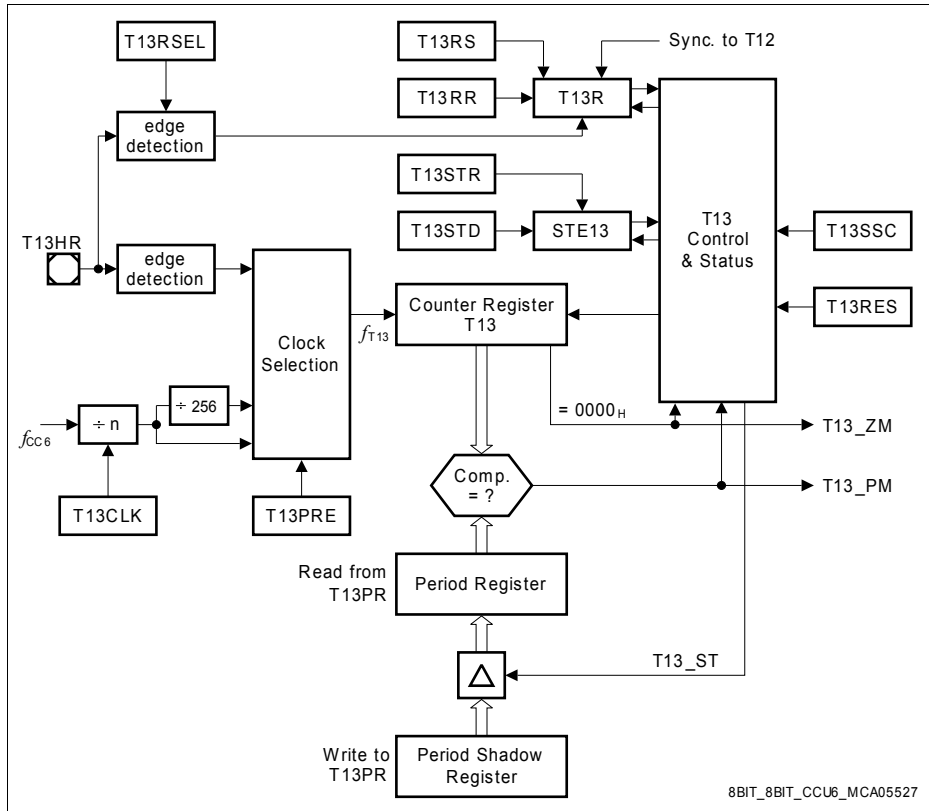 T13RSEL
T13RS
Sync. to T12
T13RR
T13R
edge
detection
T13STR
T13STD
STE13
T13
Control
& Status
T13SSC
T13HR
edge
detection
T13RES
Counter Register
T13
fT13
Clock
Selection
÷ 256
÷ n
fCC6
= 0000H
T13_ZM
Comp.
= ?
T13_PM
T13CLK
T13PRE
Read from
T13PR
Period Register
T13_ST
Write to
T13PR
Period Shadow
Register
8BIT_8BIT_CCU6_MCA05527